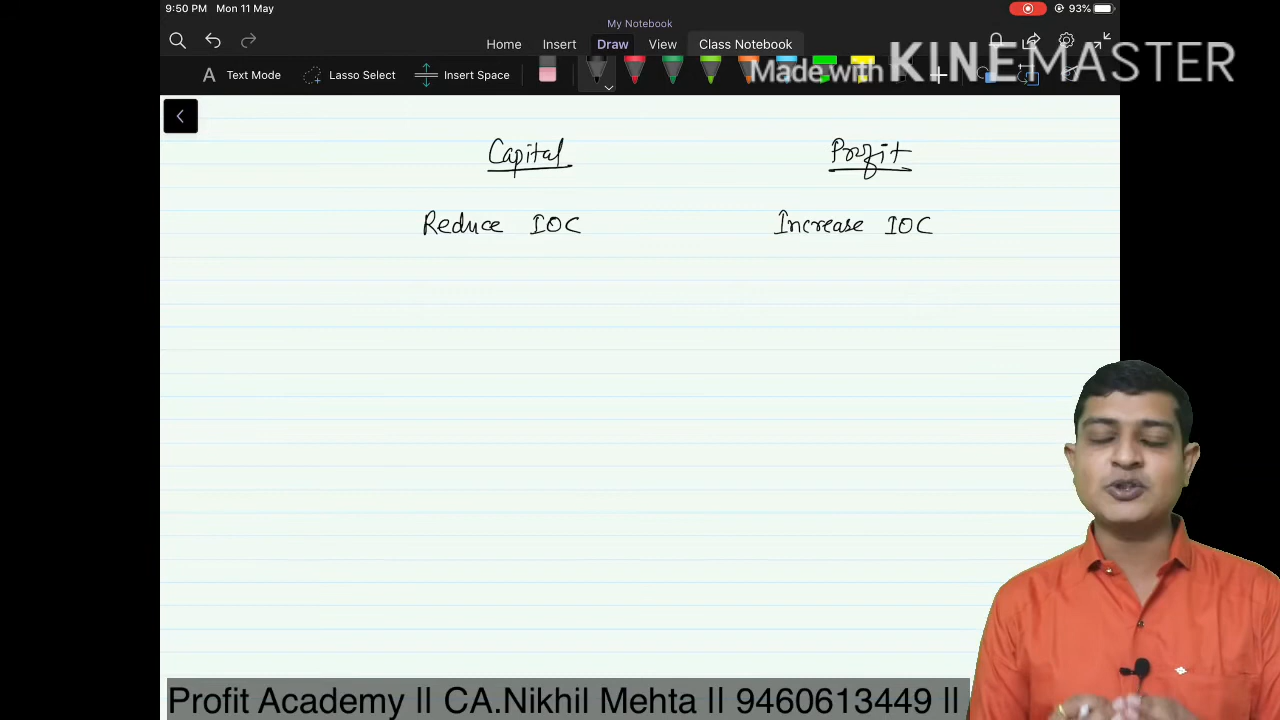 9:50 PM Mon 11 May
93%
My Notebook
Home Insert Draw View Class Notebook
Made with KINEMASTER
Text Mode Lasso Select Insert Space
Capital Profit
Reduce IOC Increase IOC
Profit Academy ll CA.Nikhil Mehta ll 9460613449 ll